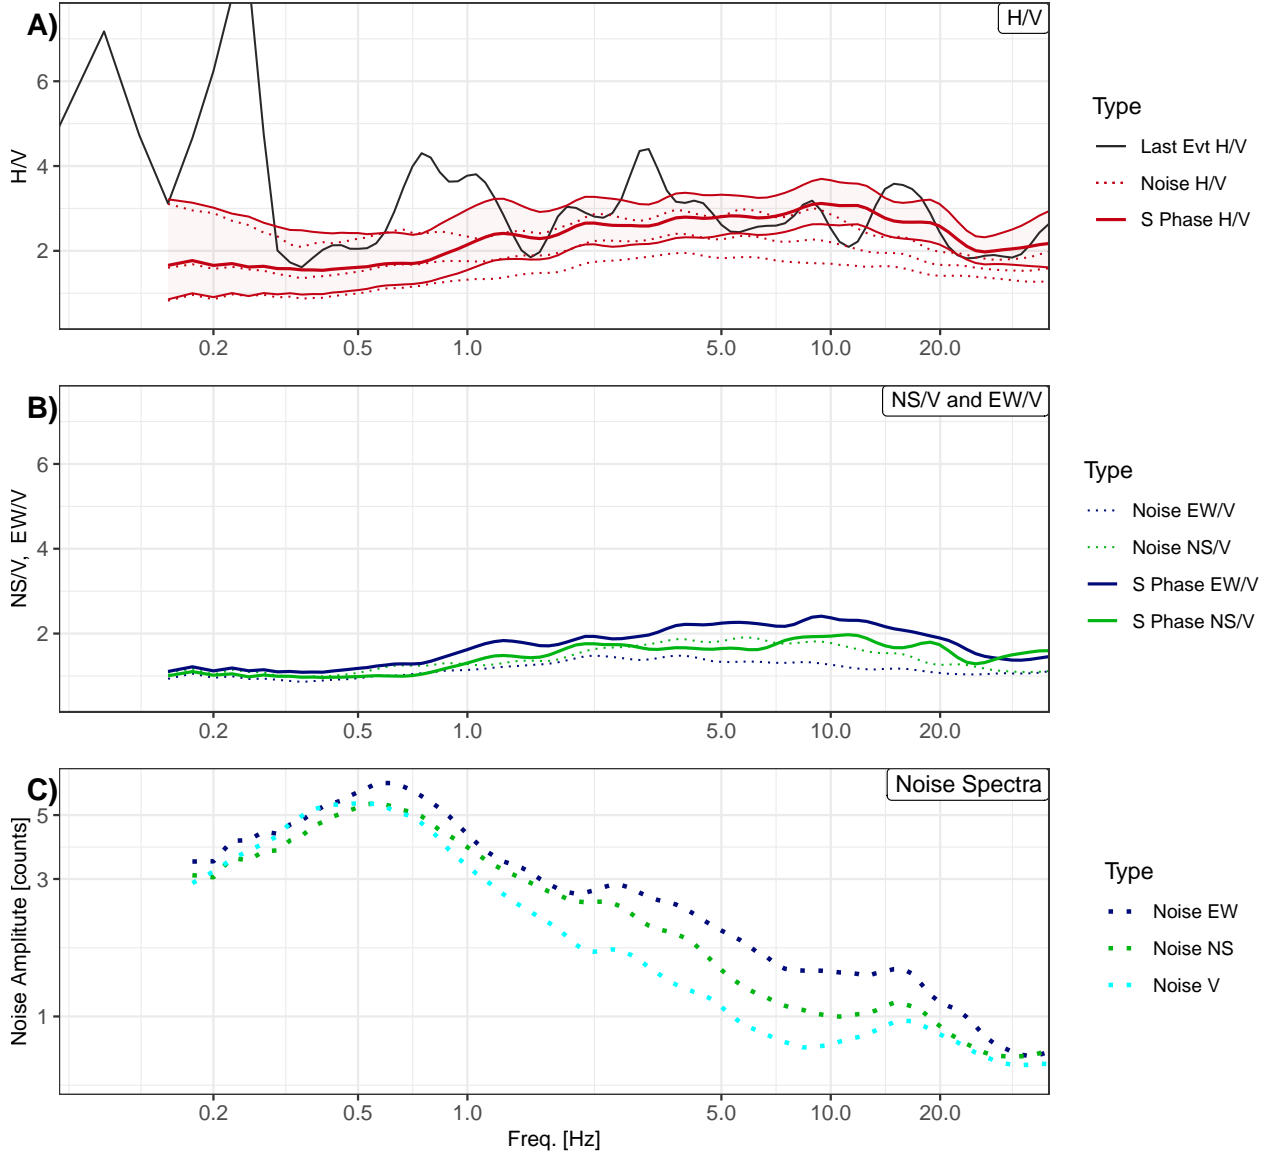 A)
H/V
H/V
6
4
2
0.2 0.5 1.0 5.0 10.0 20.0
Type
Last Evt H/V
Noise H/V
S Phase H/V
B)
NS/V and EW/V
NS/V, EW/V
6
4
2
0.2 0.5 1.0 5.0 10.0 20.0
Type
Noise EW/V
Noise NS/V
S Phase EW/V
S Phase NS/V
C)
Noise Spectra
Noise Amplitude [counts]
5
3
1
0.2 0.5 1.0 5.0 10.0 20.0
Freq. [Hz]
Type
Noise EW
Noise NS
Noise V